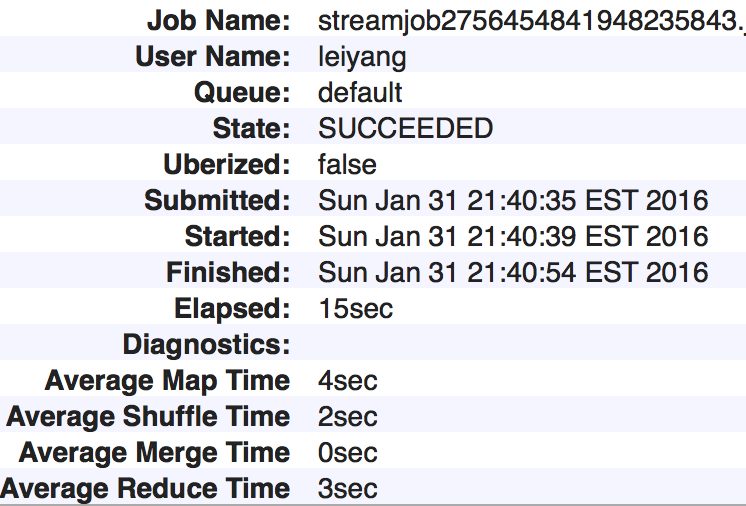 Job Name: streamjob2756454841948235843.
User Name: leiyang
Queue: default
State: SUCCEEDED
Uberized: false
Submitted: Sun Jan 31 21:40:35 EST 2016
Started: Sun Jan 31 21:40:39 EST 2016
Finished: Sun Jan 31 21:40:54 EST 2016
Elapsed: 15sec
Diagnostics:
Average Map Time 4sec
Average Shuffle Time 2sec
Average Merge Time 0sec
Average Reduce Time 3sec